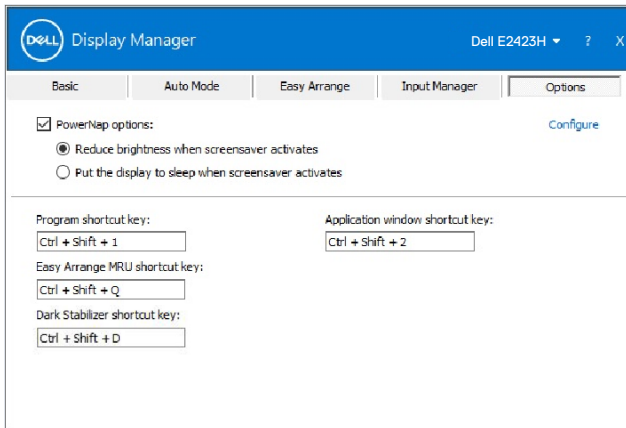 DELL Display Manager Dell E2423H ? X
Basic Auto Mode Easy Arrange Input Manager Options
PowerNap options: Configure
Reduce brightness when screensaver activates
Put the display to sleep when screensaver activates
Program shortcut key: Application window shortcut key:
Ctrl + Shift + 1 Ctrl + Shift + 2
Easy Arrange MRU shortcut key:
Ctrl + Shift + Q
Dark Stabilizer shortcut key:
Ctrl + Shift + D